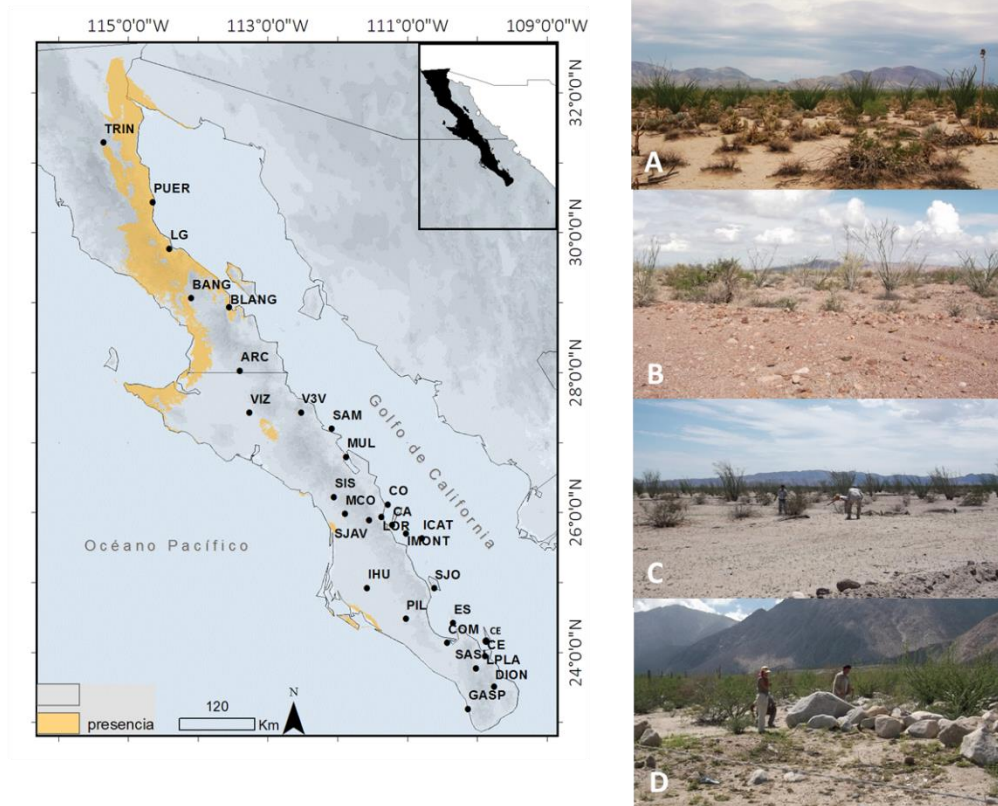 115°0'0"W
113°0'0"W
111°0'0"W
109°0'0"W
32°0'0"N
30°0'0"N
28°0'0"N
26°0'0"N
24°0'0"N
TRIN
PUER
LG
BANG
BLANG
ARC
VIZ
V3V
SAM
MUL
SIS
MCO
CO
CA
SJAV
LOR
ICAT
IMONT
IHU
SJO
PIL
ES
COM
CE
CE
SASI
LPLA
DION
GASP
Golfo de California
Océano Pacífico
presencia
120
Km
N
A
B
C
D